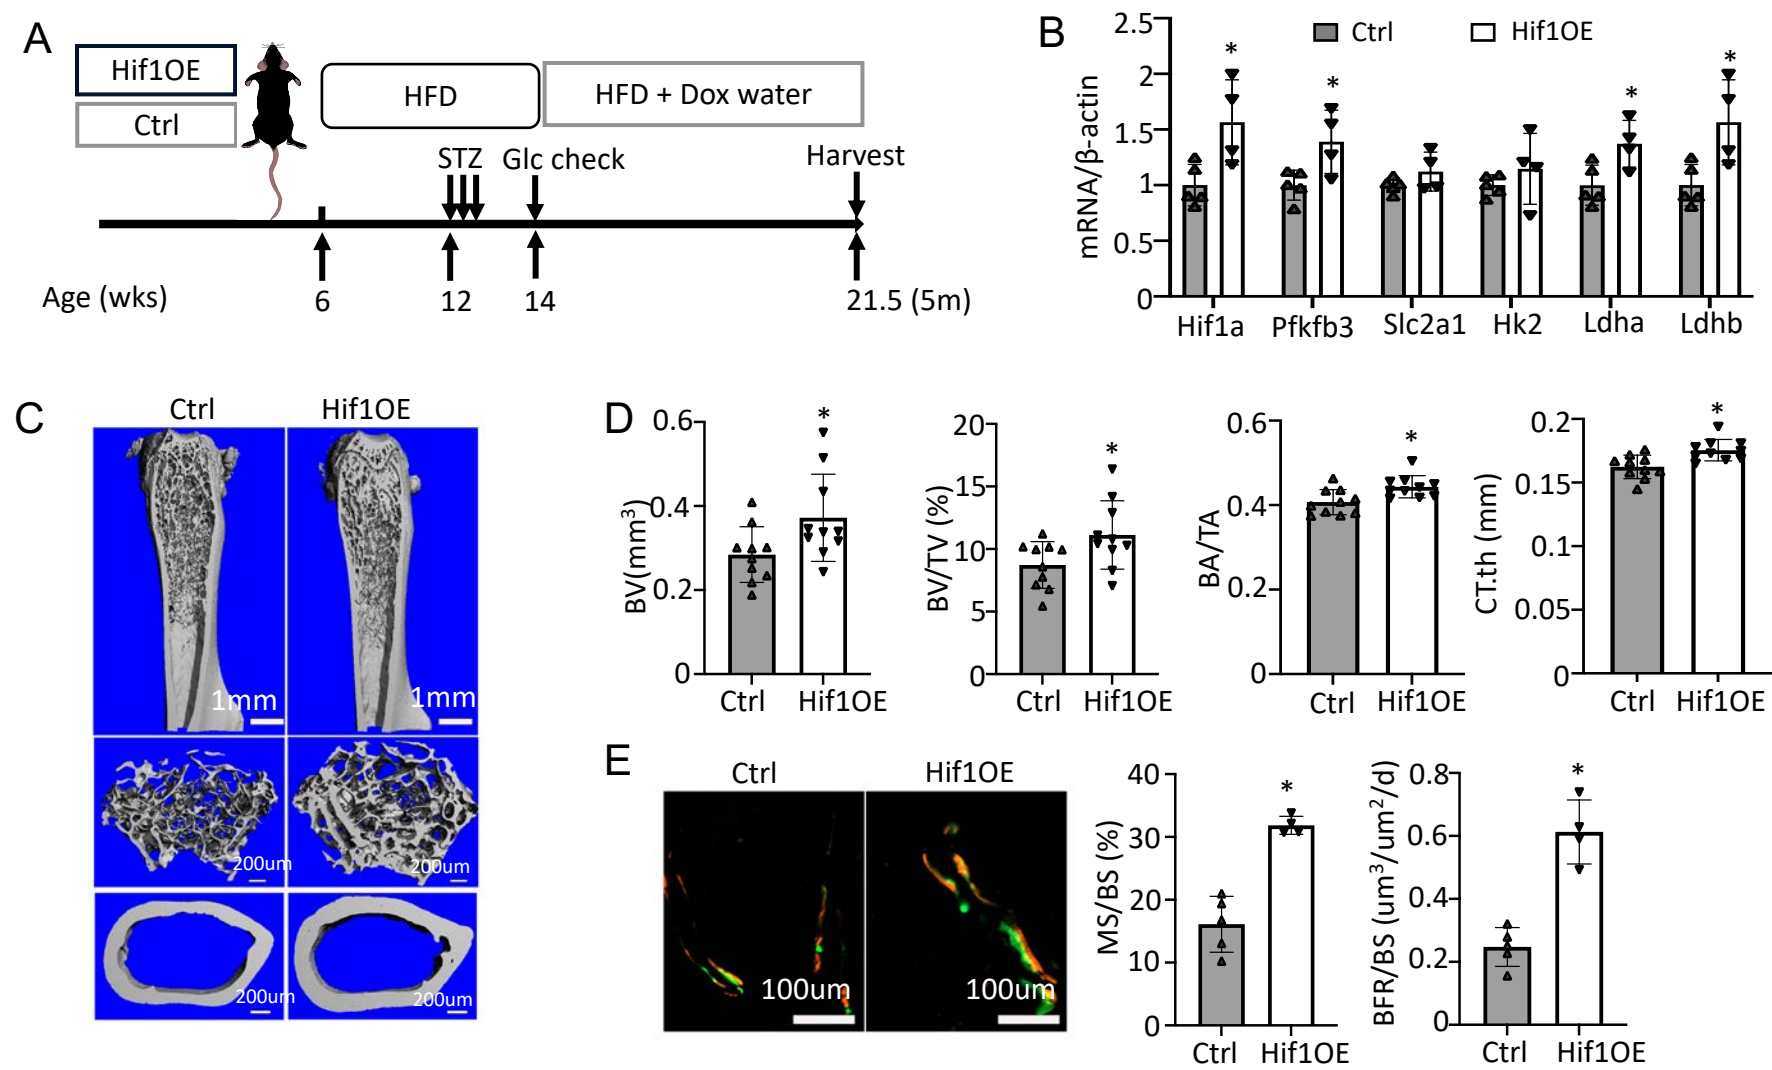 A
Hif1OE
Ctrl
HFD
HFD + Dox water
STZ
Glc check
Harvest
Age (wks)
6
12
14
21.5 (5m)
B
Ctrl
Hif1OE
mRNA/β-actin
2.5
2
1.5
1
0.5
0
*
*
*
*
Hif1a
Pfkfb3
Slc2a1
Hk2
Ldha
Ldhb
C
Ctrl
Hif1OE
1mm
1mm
200um
200um
200um
200um
D
BV(mm³)
0.6
0.4
0.2
0
*
Ctrl
Hif1OE
BV/TV (%)
20
15
10
5
0
*
Ctrl
Hif1OE
BA/TA
0.6
0.4
0.2
0
*
Ctrl
Hif1OE
CT.th (mm)
0.2
0.15
0.1
0.05
0
*
Ctrl
Hif1OE
E
Ctrl
Hif1OE
100um
100um
MS/BS (%)
40
30
20
10
0
*
Ctrl
Hif1OE
BFR/BS (um³/um²/d)
0.8
0.6
0.4
0.2
0
*
Ctrl
Hif1OE